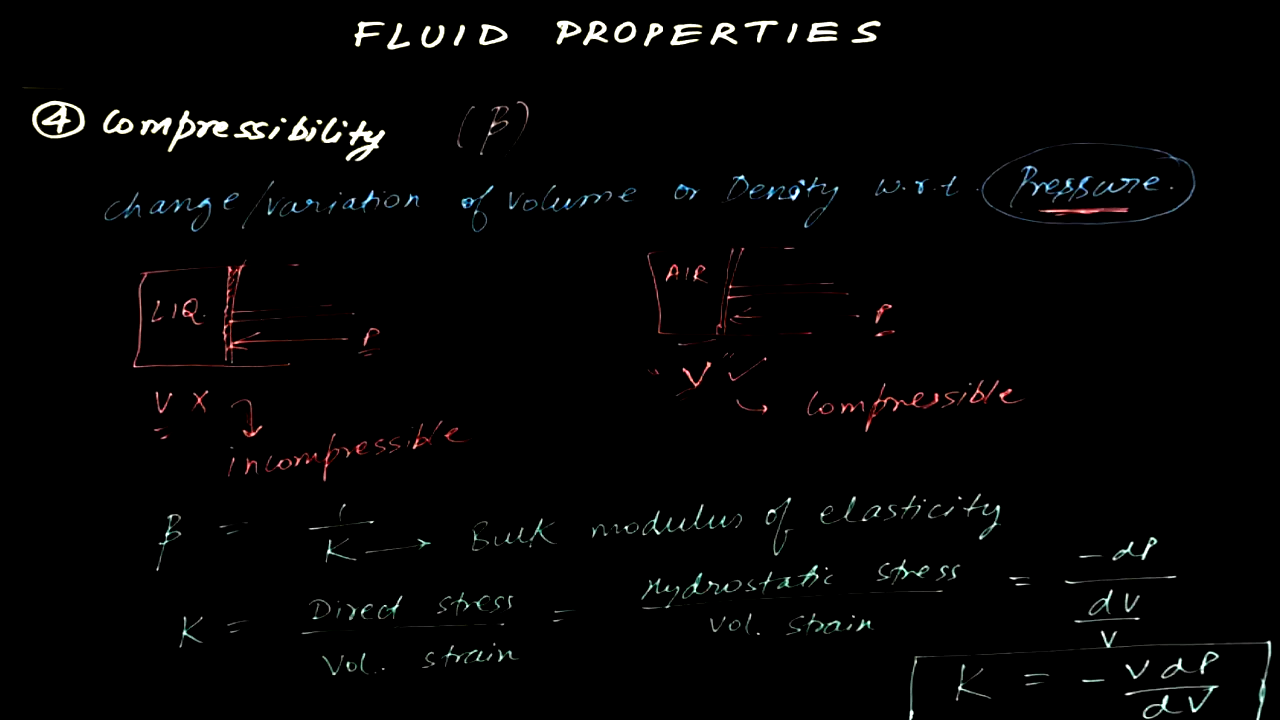 FLUID PROPERTIES
④ Compressibility (β)
change/variation of volume or Density w.r.t. Pressure.
LIQ. P
AIR P
V X
"V" ✓
incompressible
compressible
β = 1/K → Bulk modulus of elasticity
K = Direct stress / Vol. strain = Hydrostatic stress / Vol. strain = -dP / (dV/V)
K = - V dP / dV